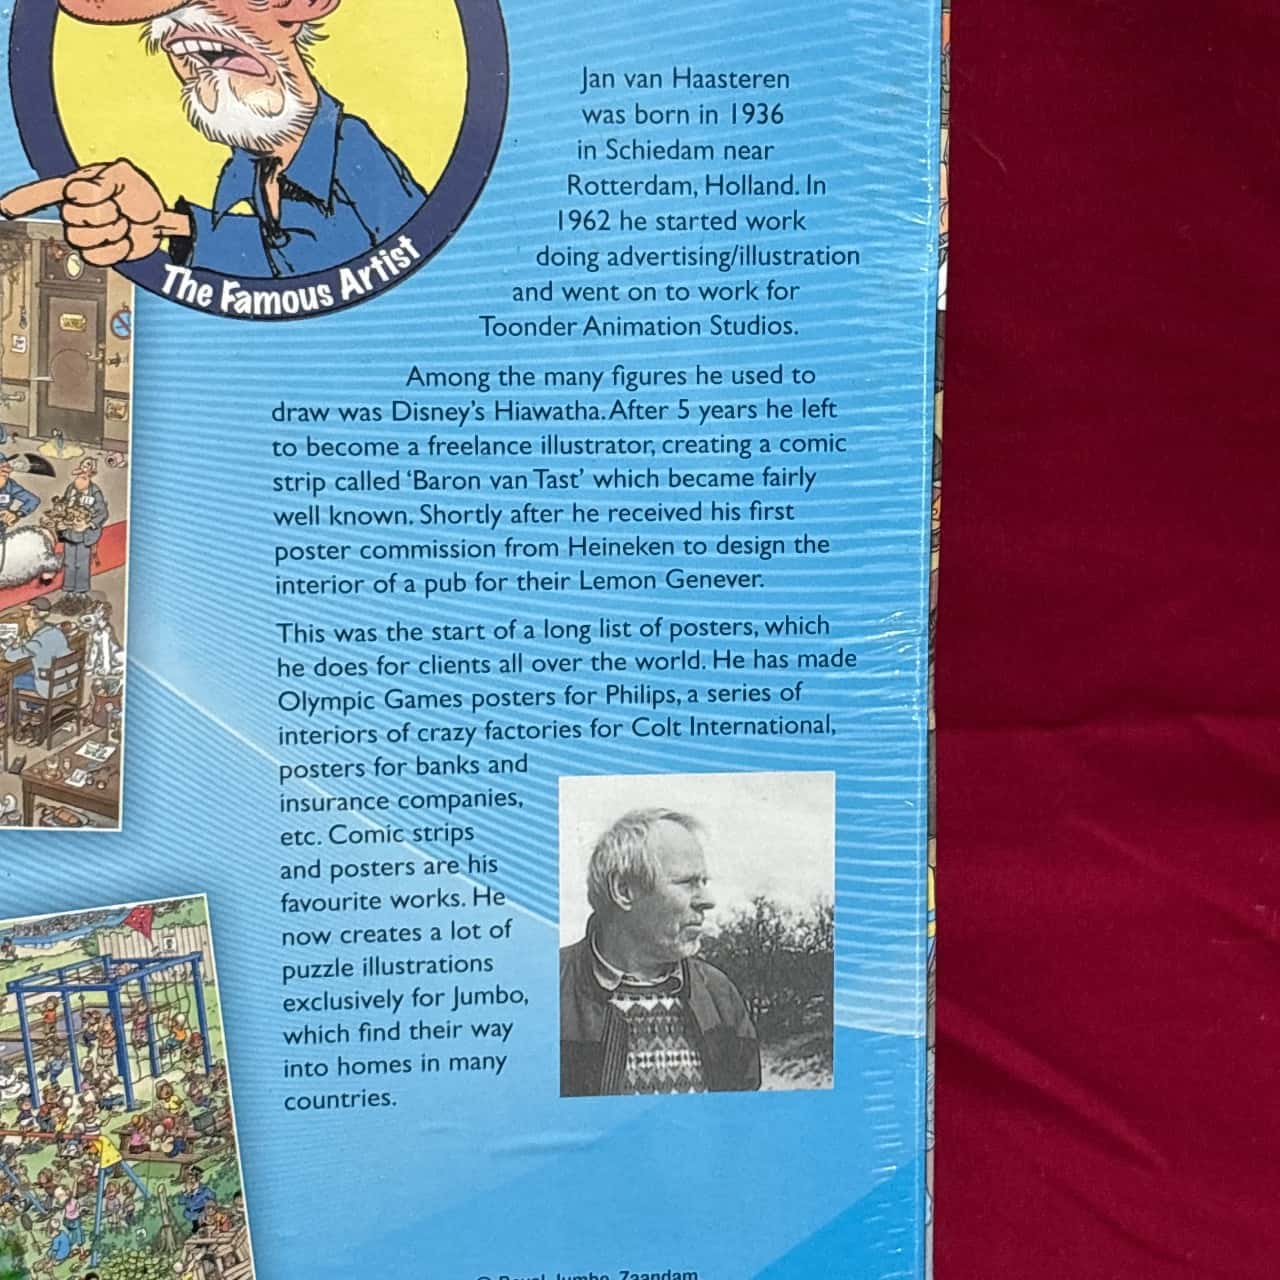 The Famous Artist
Jan van Haasteren
was born in 1936
in Schiedam near
Rotterdam, Holland. In
1962 he started work
doing advertising/illustration
and went on to work for
Toonder Animation Studios.
Among the many figures he used to
draw was Disney's Hiawatha. After 5 years he left
to become a freelance illustrator, creating a comic
strip called ‘Baron van Tast’ which became fairly
well known. Shortly after he received his first
poster commission from Heineken to design the
interior of a pub for their Lemon Genever.
This was the start of a long list of posters, which
he does for clients all over the world. He has made
Olympic Games posters for Philips, a series of
interiors of crazy factories for Colt International,
posters for banks and
insurance companies,
etc. Comic strips
and posters are his
favourite works. He
now creates a lot of
puzzle illustrations
exclusively for Jumbo,
which find their way
into homes in many
countries.
© Royal Jumbo, Zaandam